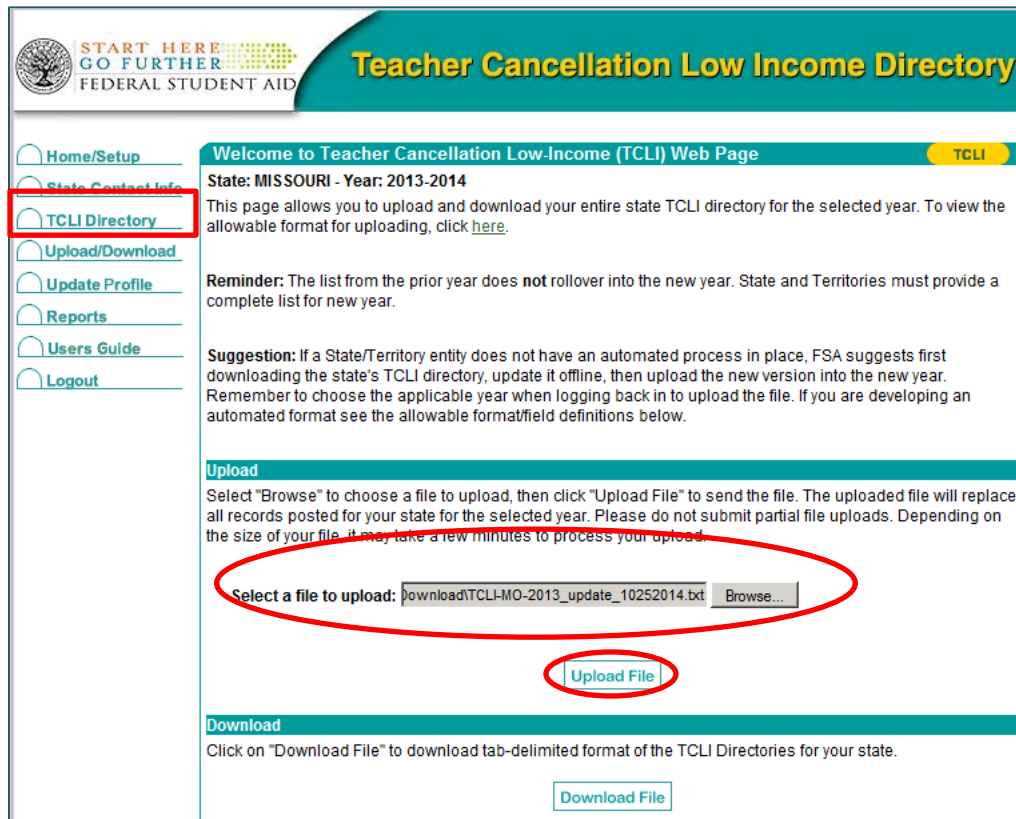 START HERE
GO FURTHER
FEDERAL STUDENT AID
Teacher Cancellation Low Income Directory
Home/Setup
State Contact Info
TCLI Directory
Upload/Download
Update Profile
Reports
Users Guide
Logout
Welcome to Teacher Cancellation Low-Income (TCLI) Web Page
TCLI
State: MISSOURI - Year: 2013-2014
This page allows you to upload and download your entire state TCLI directory for the selected year. To view the
allowable format for uploading, click here.
Reminder: The list from the prior year does not rollover into the new year. State and Territories must provide a
complete list for new year.
Suggestion: If a State/Territory entity does not have an automated process in place, FSA suggests first
downloading the state's TCLI directory, update it offline, then upload the new version into the new year.
Remember to choose the applicable year when logging back in to upload the file. If you are developing an
automated format see the allowable format/field definitions below.
Upload
Select "Browse" to choose a file to upload, then click "Upload File" to send the file. The uploaded file will replace
all records posted for your state for the selected year. Please do not submit partial file uploads. Depending on
the size of your file, it may take a few minutes to process your upload.
Select a file to upload: Download\TCLI-MO-2013_update_10252014.txt Browse...
Upload File
Download
Click on "Download File" to download tab-delimited format of the TCLI Directories for your state.
Download File